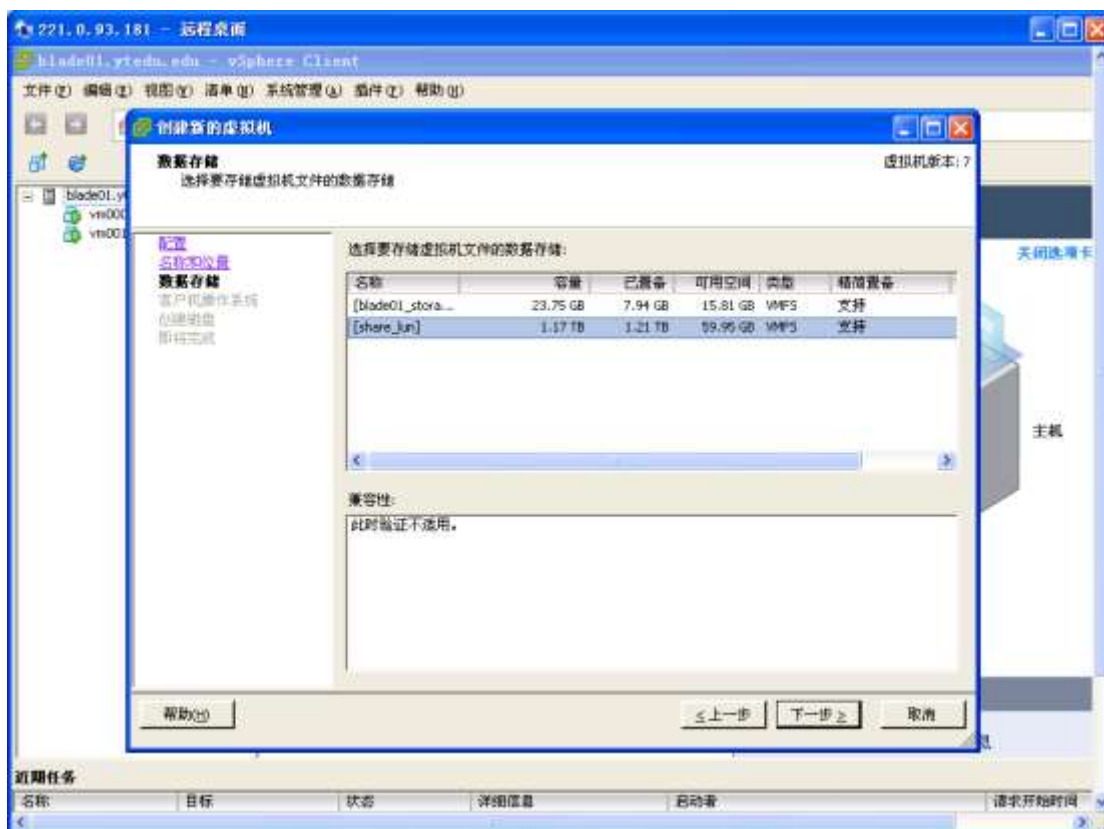 221.0.93.181 - 远程桌面
blade01.ytedu.edu - vSphere Client
文件(F) 编辑(E) 视图(V) 清单(N) 系统管理(A) 插件(P) 帮助(H)
创建新的虚拟机
数据存储
选择要存储虚拟机文件的数据存储
虚拟机版本: 7
blade01.y
vm000
vm001
配置
名称和位置
数据存储
客户机操作系统
创建磁盘
即将完成
选择要存储虚拟机文件的数据存储:
名称 容量 已置备 可用空间 类型 精简置备
[blade01_stora... 23.75 GB 7.94 GB 15.81 GB VMFS 支持
[share_lun] 1.17 TB 1.21 TB 59.95 GB VMFS 支持
兼容性:
此时验证不适用。
关闭选项卡
主机
帮助(H) ≤上一步 下一步≥ 取消
近期任务
名称 目标 状态 详细信息 启动者 请求开始时间